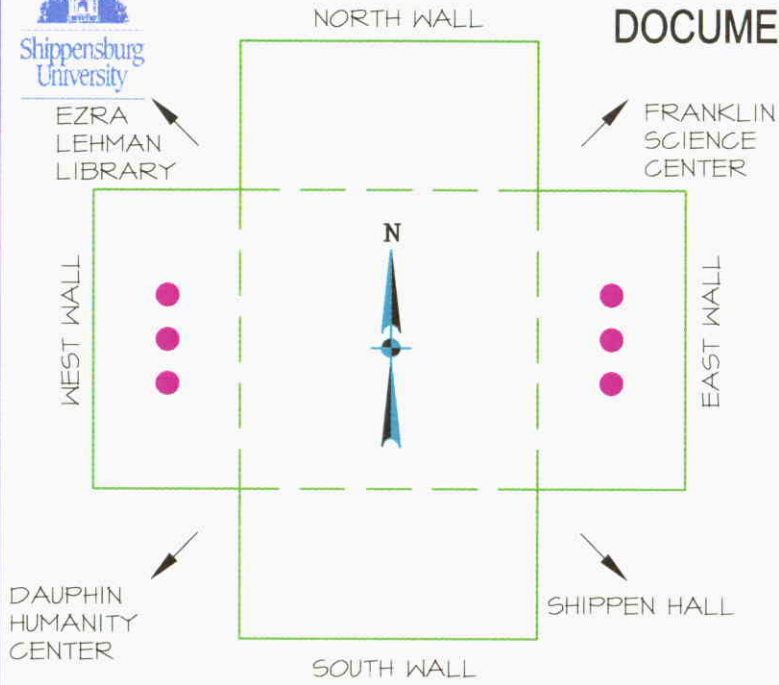 NORTH WALL
DOCUME
Shippensburg
University
EZRA
LEHMAN
LIBRARY
FRANKLIN
SCIENCE
CENTER
N
WEST WALL
EAST WALL
DAUPHIN
HUMANITY
CENTER
SHIPPEN HALL
SOUTH WALL